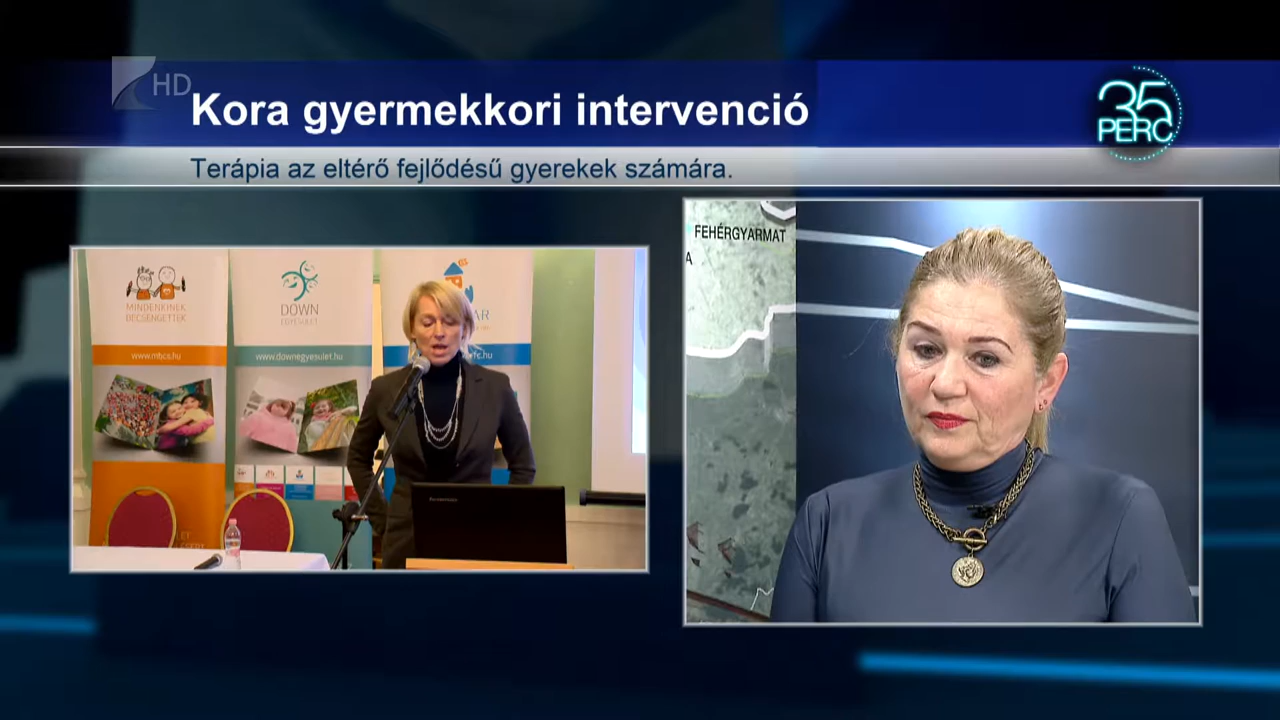 HD
Kora gyermekkori intervenció
35
PERC
Terápia az eltérő fejlődésű gyerekek számára.
FEHÉRGYARMAT
A
MINDENKINEK
BECSENGETTEK
DOWN
EGYESÜLET
AR
www.mbcs.hu
www.downegyesulet.hu